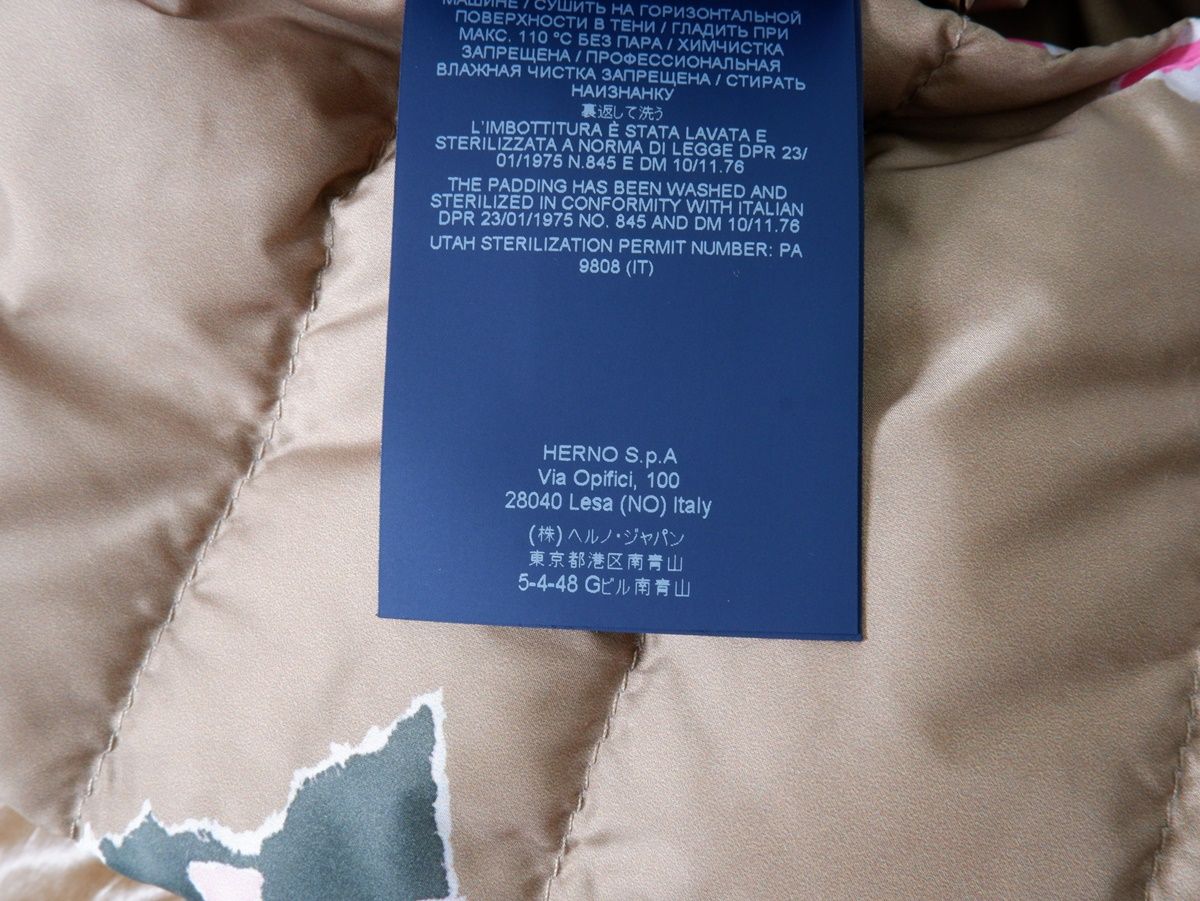 МАШИНЕ / СУШИТЬ НА ГОРИЗОНТАЛЬНОЙ
ПОВЕРХНОСТИ В ТЕНИ / ГЛАДИТЬ ПРИ
МАКС. 110 °C БЕЗ ПАРА / ХИМЧИСТКА
ЗАПРЕЩЕНА / ПРОФЕССИОНАЛЬНАЯ
ВЛАЖНАЯ ЧИСТКА ЗАПРЕЩЕНА / СТИРАТЬ
НАИЗНАНКУ
裏返して洗う
L'IMBOTTITURA È STATA LAVATA E
STERILIZZATA A NORMA DI LEGGE DPR 23/
01/1975 N.845 E DM 10/11.76
THE PADDING HAS BEEN WASHED AND
STERILIZED IN CONFORMITY WITH ITALIAN
DPR 23/01/1975 NO. 845 AND DM 10/11.76
UTAH STERILIZATION PERMIT NUMBER: PA
9808 (IT)
HERNO S.p.A
Via Opifici, 100
28040 Lesa (NO) Italy
(株) ヘルノ・ジャパン
東京都港区南青山
5-4-48 Gビル南青山